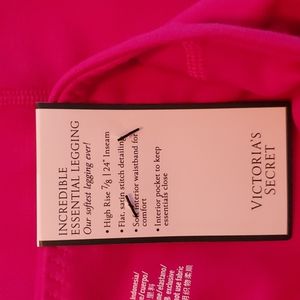 INCREDIBLE
ESSENTIAL LEGGING
Our softest legging ever!
• High Rise 7/8 | 24" Inseam
• Flat, satin stitch detailing
• Soft interior waistband for
comfort
• Interior pocket to keep
essentials close
VICTORIA'S
SECRET